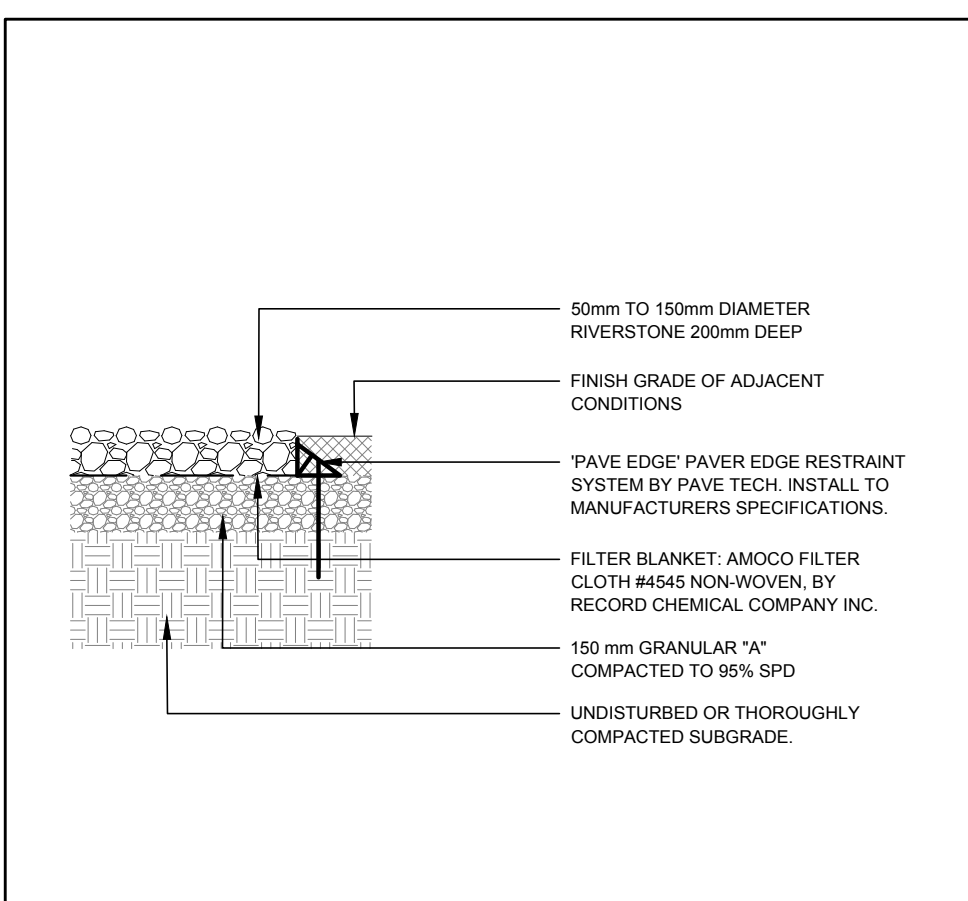 50mm TO 150mm DIAMETER
RIVERSTONE 200mm DEEP
FINISH GRADE OF ADJACENT
CONDITIONS
'PAVE EDGE' PAVER EDGE RESTRAINT
SYSTEM BY PAVE TECH. INSTALL TO
MANUFACTURERS SPECIFICATIONS.
FILTER BLANKET: AMOCO FILTER
CLOTH #4545 NON-WOVEN, BY
RECORD CHEMICAL COMPANY INC.
150 mm GRANULAR "A"
COMPACTED TO 95% SPD
UNDISTURBED OR THOROUGHLY
COMPACTED SUBGRADE.